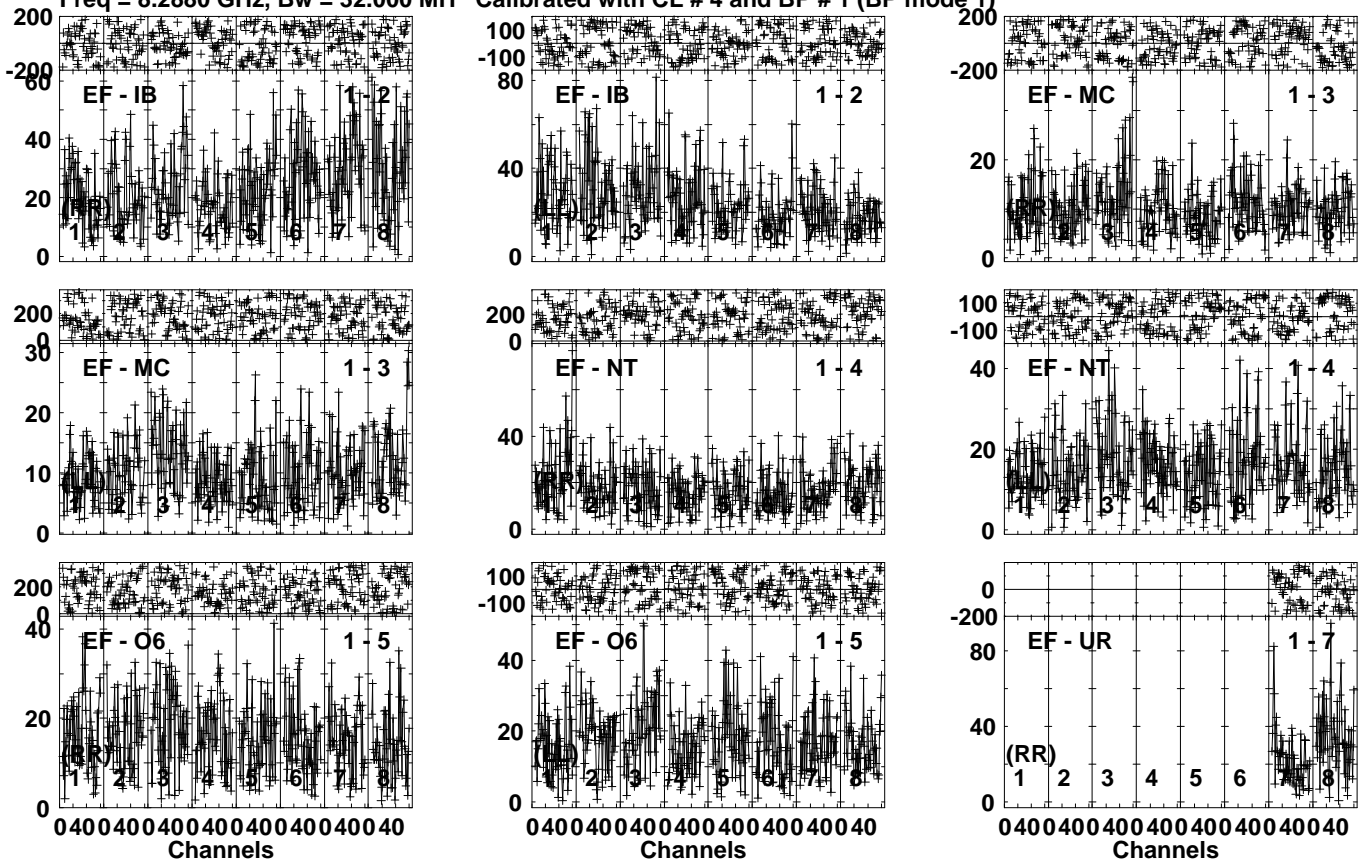 Freq = 8.2880 GHz, Bw = 32.000 MH Calibrated with CL # 4 and BP # 1 (BP mode 1)
200 100 200
-200 -100 -200
60 EF - IB 1 - 2 80 EF - IB 1 - 2 EF - MC 1 - 3
40 40 20
20
(RR) (LL) (RR)
1 2 3 4 5 6 7 8 1 2 3 4 5 6 7 8 1 2 3 4 5 6 7 8
0 0 0
200 200 100
0 0 -100
30 EF - MC 1 - 3 EF - NT 1 - 4 40 EF - NT 1 - 4
20 40 20
10
(LL) (RR) (LL)
1 2 3 4 5 6 7 8 1 2 3 4 5 6 7 8 1 2 3 4 5 6 7 8
0 0 0
200 100 0
0 -100 -200
40 EF - O6 1 - 5 40 EF - O6 1 - 5 80 EF - UR 1 - 7
20 20 40
(RR) (LL) (RR)
1 2 3 4 5 6 7 8 1 2 3 4 5 6 7 8 1 2 3 4 5 6 7 8
0 0 0
0 40 0 40 0 40 0 40 0 40 0 40 0 40 0 40 0 40 0 40 0 40 0 40 0 40 0 40 0 40 0 40 0 40 0 40 0 40 0 40 0 40 0 40 0 40 0 40
Channels Channels Channels